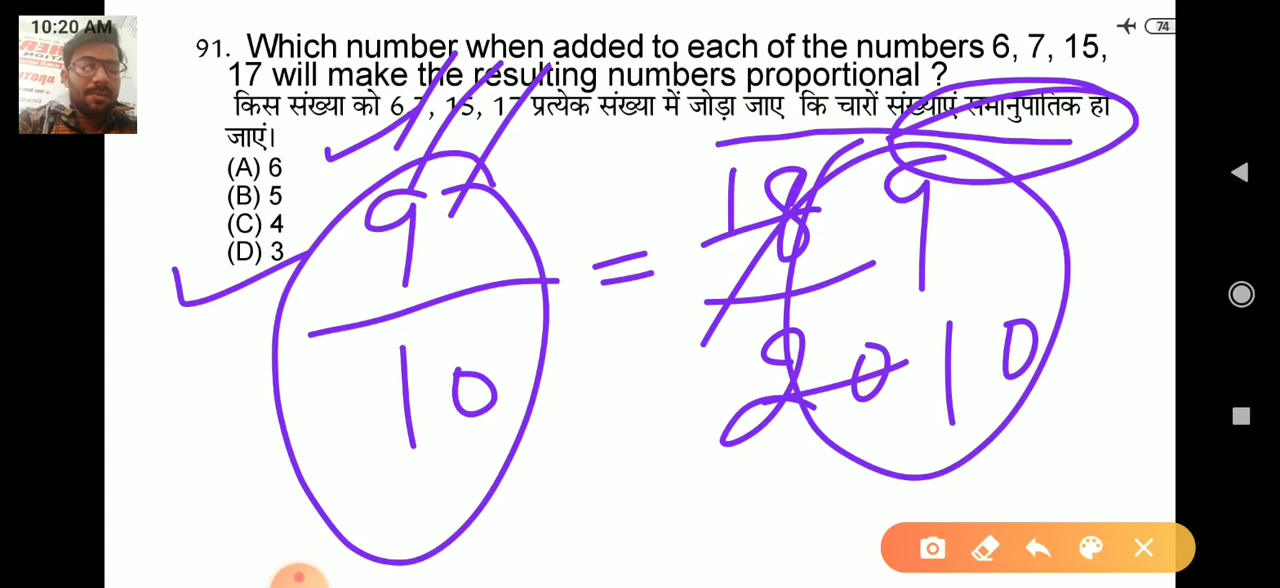 10:20 AM
74
91. Which number when added to each of the numbers 6, 7, 15,
17 will make the resulting numbers proportional ?
किस संख्या को 6, 7, 15, 17 प्रत्येक संख्या में जोड़ा जाए कि चारों संख्याएं समानुपातिक हो
जाएं।
(A) 6
(B) 5
(C) 4
(D) 3
9 = 18 9
10 20 10